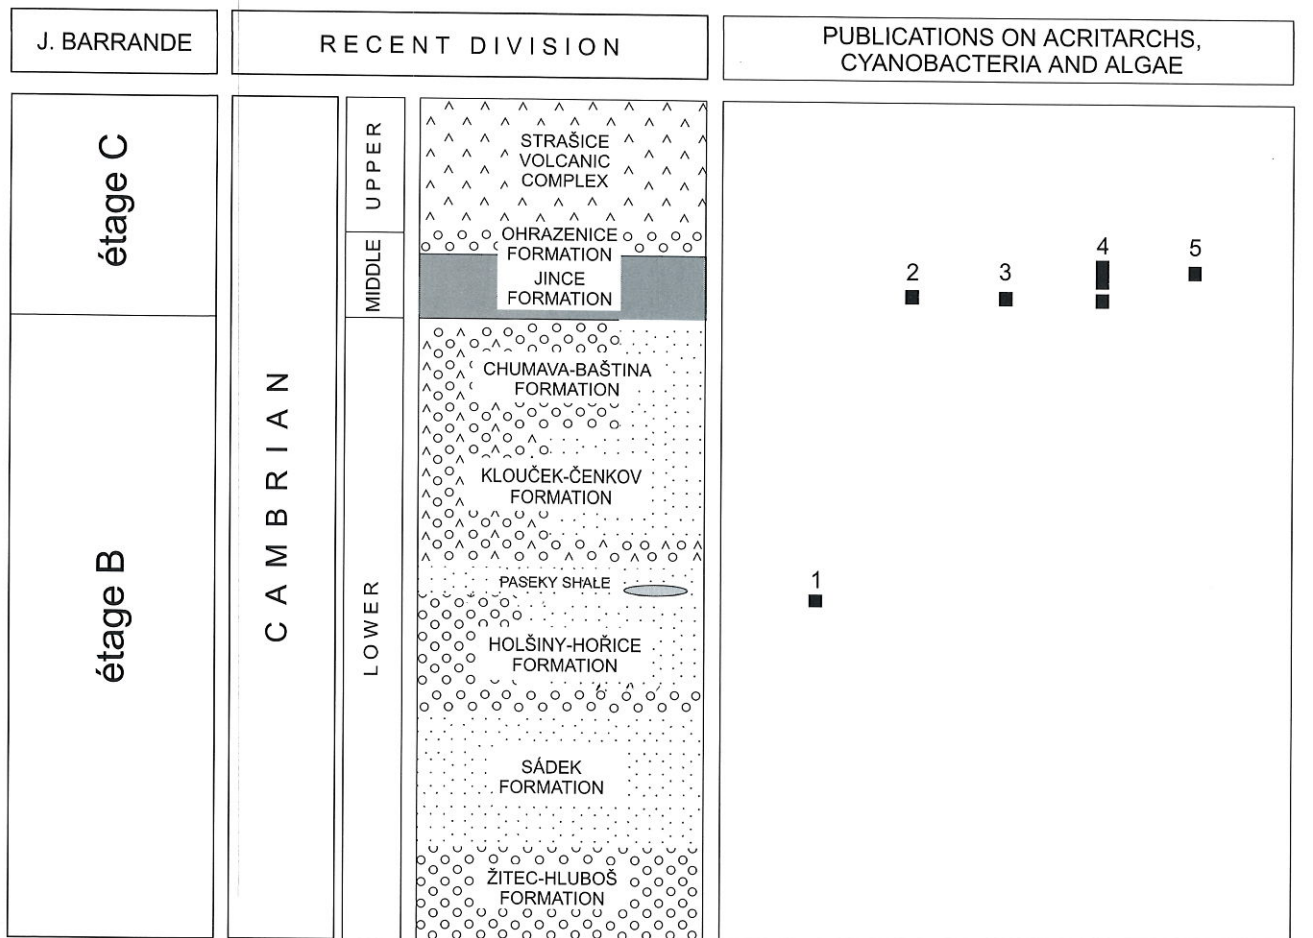 J. BARRANDE
RECENT DIVISION
PUBLICATIONS ON ACRITARCHS,
CYANOBACTERIA AND ALGAE
étage C
étage B
CAMBRIAN
UPPER
MIDDLE
LOWER
STRAŠICE
VOLCANIC
COMPLEX
OHRAZENICE
FORMATION
JINCE
FORMATION
CHUMAVA-BAŠTINA
FORMATION
KLOUČEK-ČENKOV
FORMATION
PASEKY SHALE
HOLŠINY-HOŘICE
FORMATION
SÁDEK
FORMATION
ŽITEC-HLUBOŠ
FORMATION
1
2
3
4
5